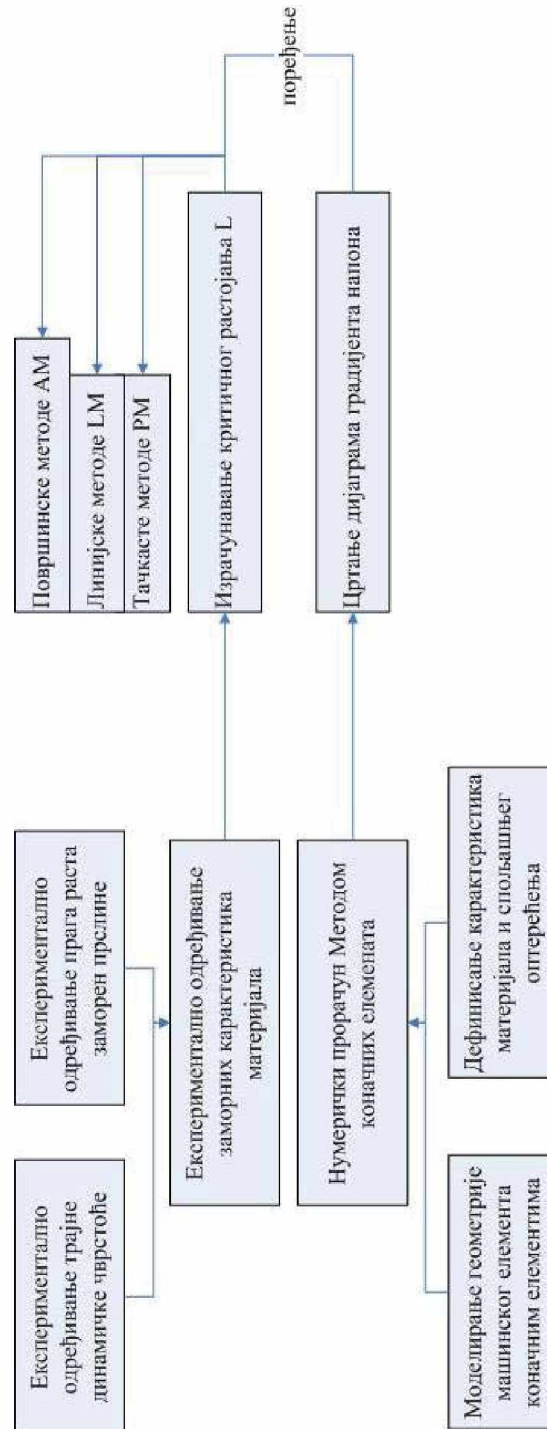 Експериментално
одређивање трајне
динамичке чврстоће
Експериментално
одређивање прага раста
заморен прслине
Експериментално одређивање
заморних карактеристика
материјала
Површинске методе AM
Линијске методе LM
Тачкасте методе PM
Израчунавање критичног растојања L
поређење
Цртање дијаграма градијента напона
Нумерички прорачун Методом
коначних елемената
Моделирање геометрије
машинског елемента
коначним елементима
Дефинисање карактеристика
материјала и спољашњег
оптерећења